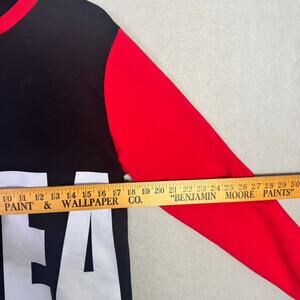 10 11 12 13 14 15 16 17 18 19 20 21 22 23 24 25 26 27 28 29 30
PAINT & WALLPAPER CO. "BENJAMIN MOORE PAINTS"
EA